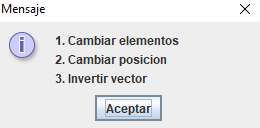 Mensaje
1. Cambiar elementos
2. Cambiar posicion
3. Invertir vector
Aceptar